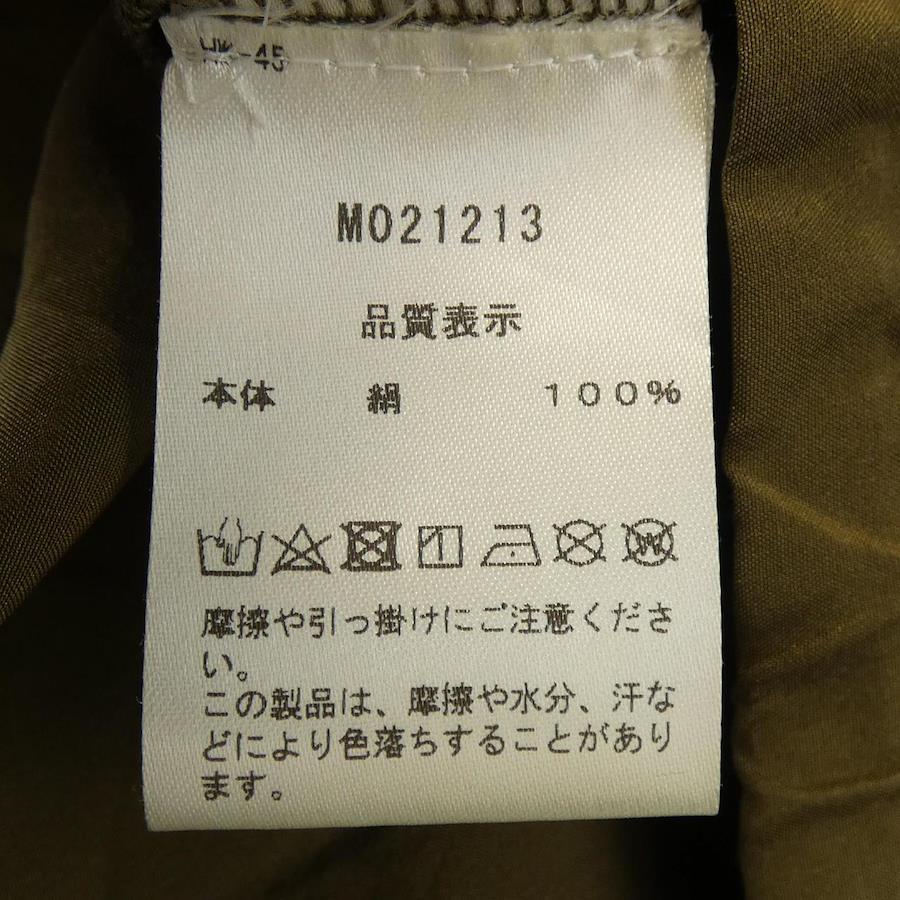 HK-45
M021213
品質表示
本体 絹 100%
摩擦や引っ掛けにご注意くださ
い。
この製品は、摩擦や水分、汗な
どにより色落ちすることがあり
ます。